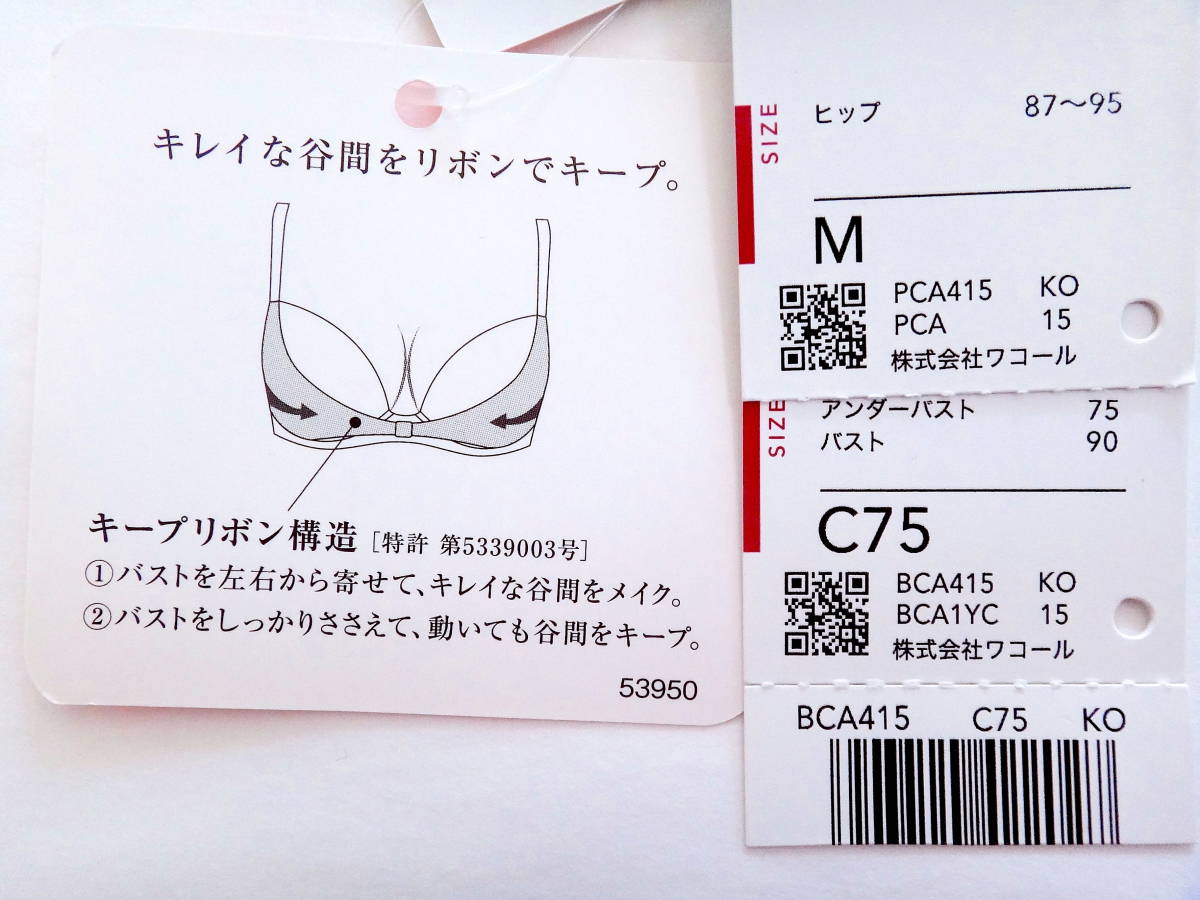 キレイな谷間をリボンでキープ。
キープリボン構造 [特許 第5339003号]
①バストを左右から寄せて、キレイな谷間をメイク。
②バストをしっかりささえて、動いても谷間をキープ。
53950
SIZE
ヒップ 87〜95
M
PCA415 KO
PCA 15
株式会社ワコール
SIZE
アンダーバスト 75
バスト 90
C75
BCA415 KO
BCA1YC 15
株式会社ワコール
BCA415 C75 KO